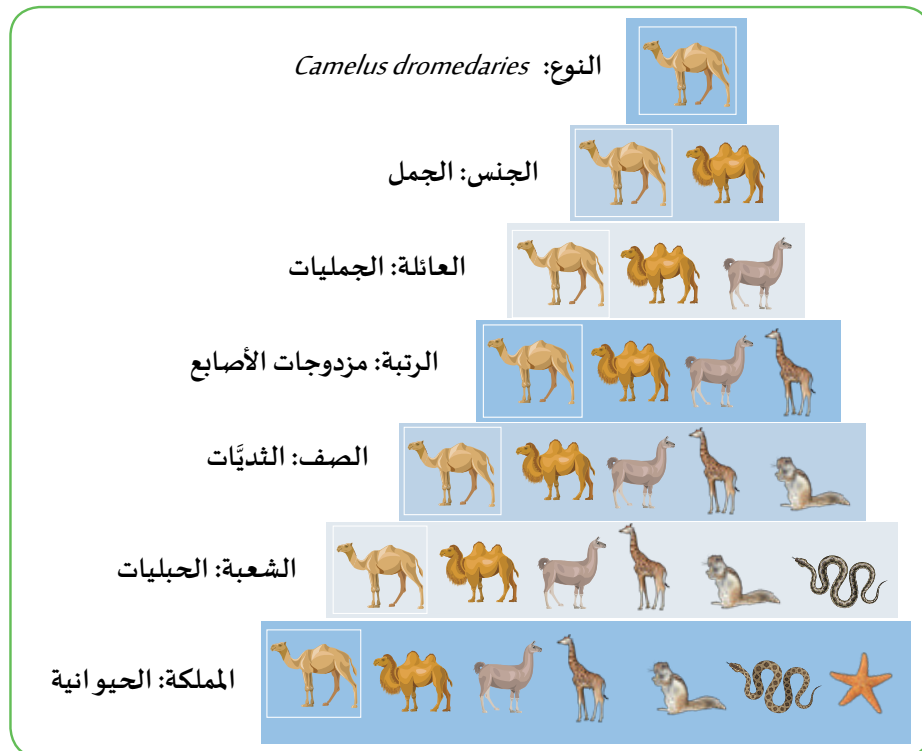 النوع: Camelus dromedaries
الجنس: الجمل
العائلة: الجمليات
الرتبة: مزدوجات الأصابع
الصف: الثديَّات
الشعبة: الحبليات
المملكة: الحيوانية